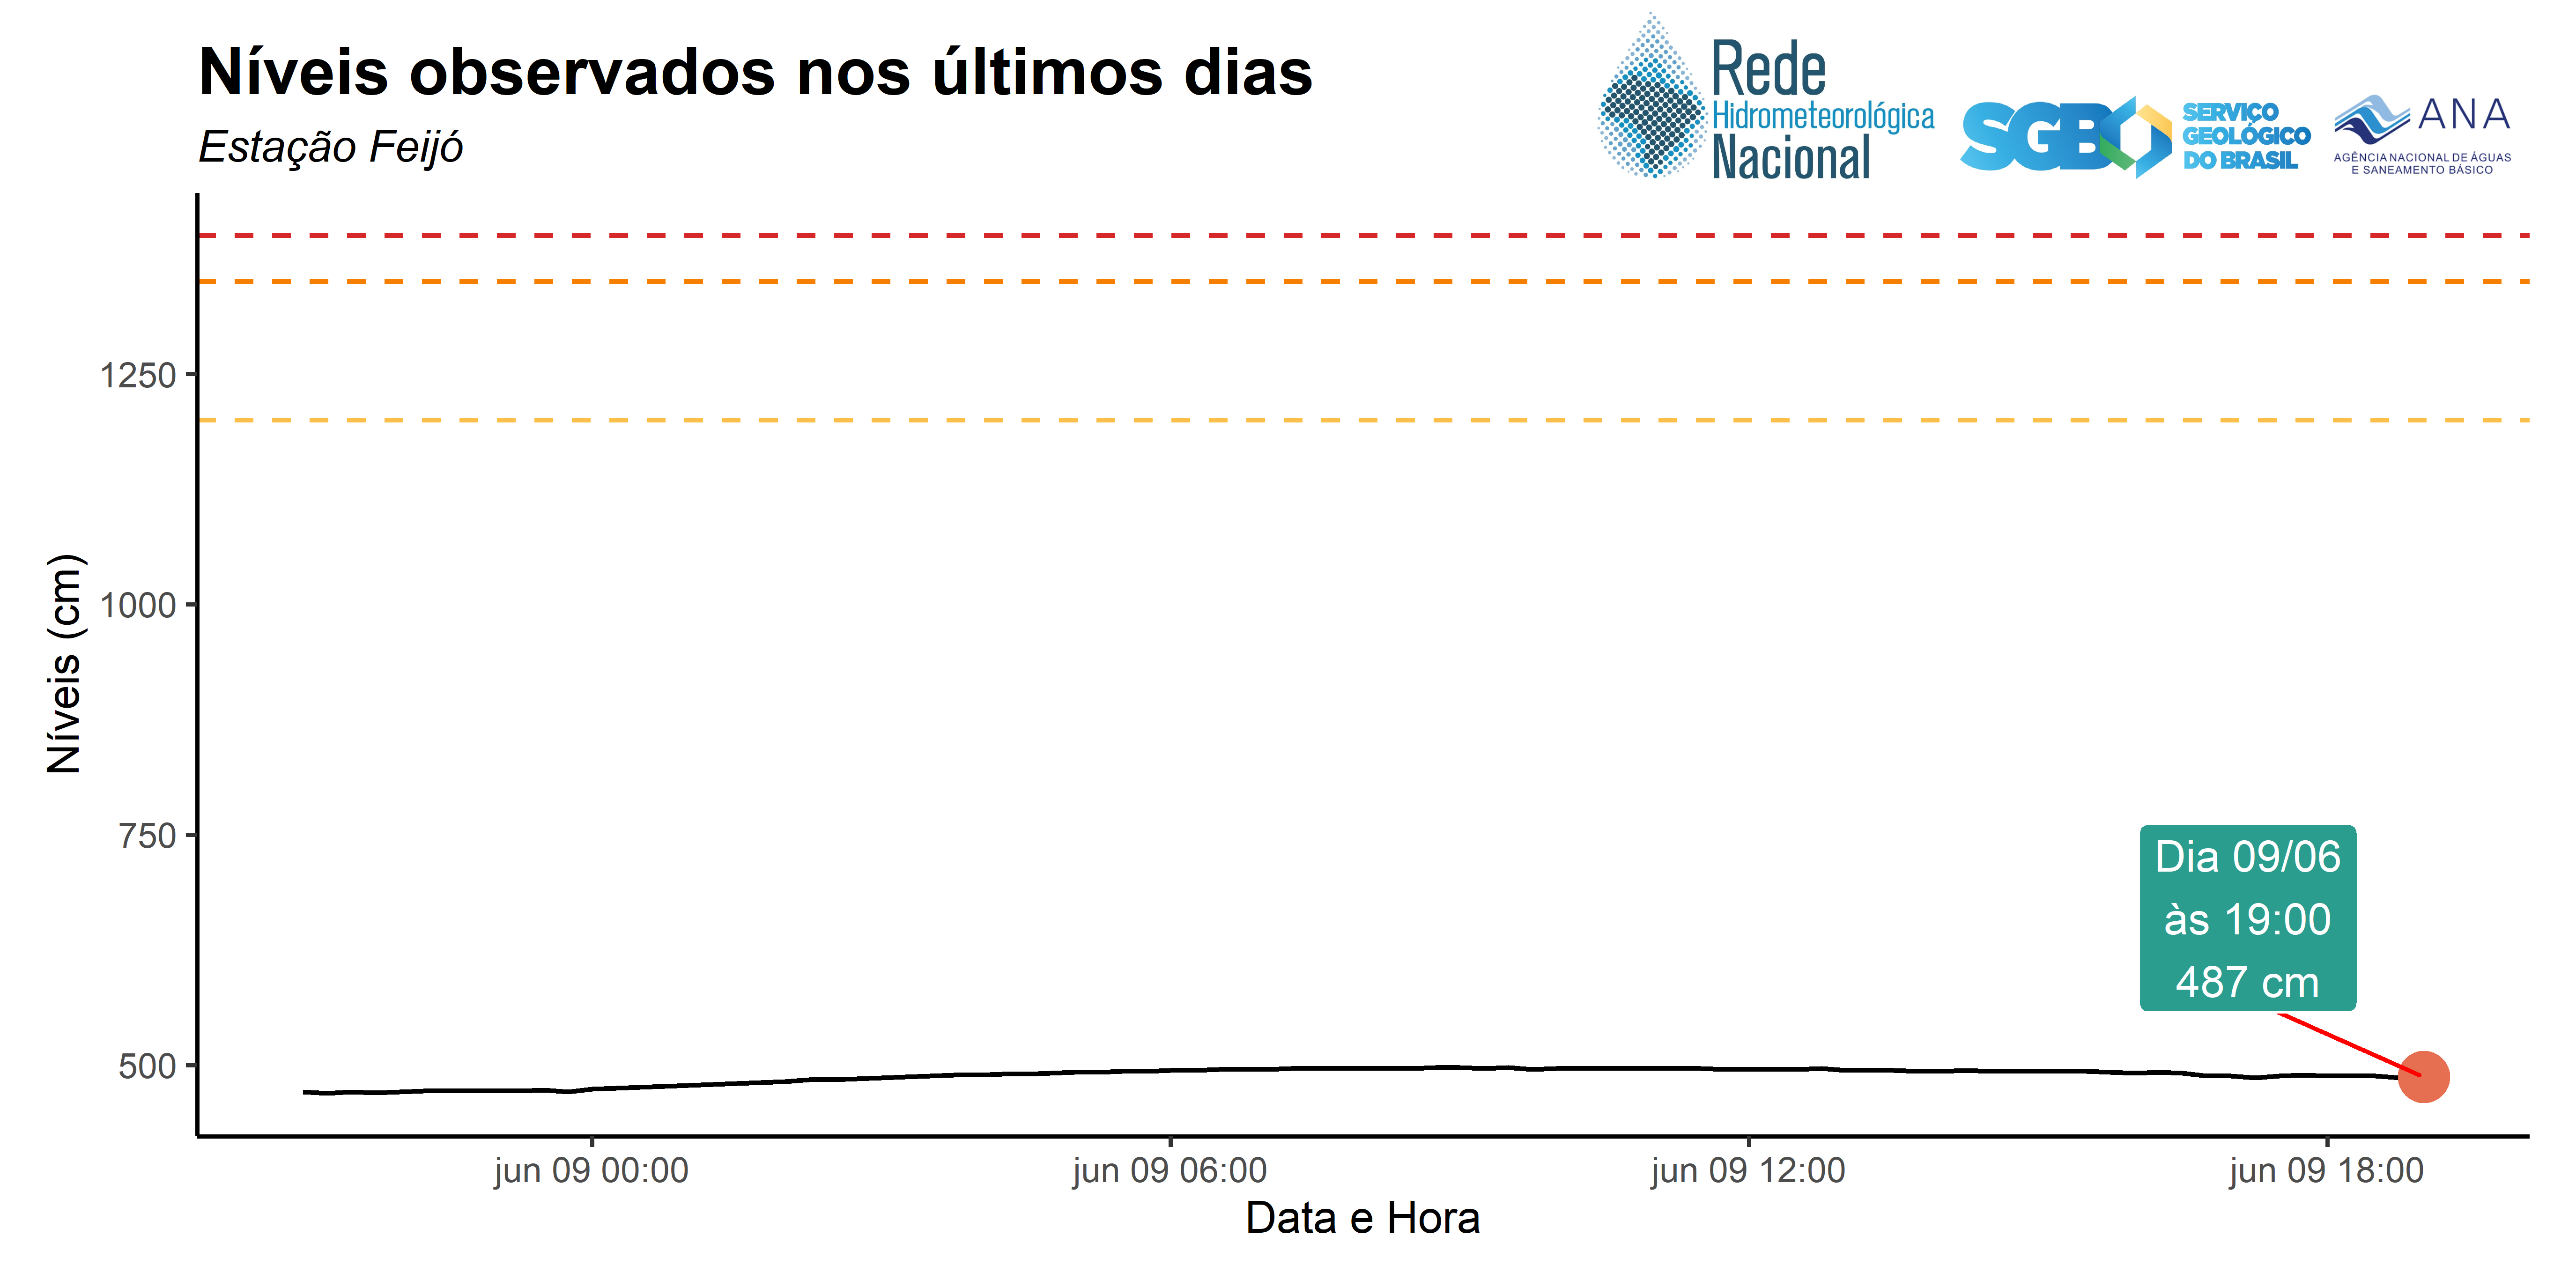 Níveis observados nos últimos dias
Estação Feijó
Rede
Hidrometeorológica
Nacional
SGB
SERVIÇO
GEOLÓGICO
DO BRASIL
ANA
AGÊNCIA NACIONAL DE ÁGUAS
E SANEAMENTO BÁSICO
Níveis (cm)
1250
1000
750
500
Dia 09/06
às 19:00
487 cm
jun 09 00:00
jun 09 06:00
jun 09 12:00
jun 09 18:00
Data e Hora